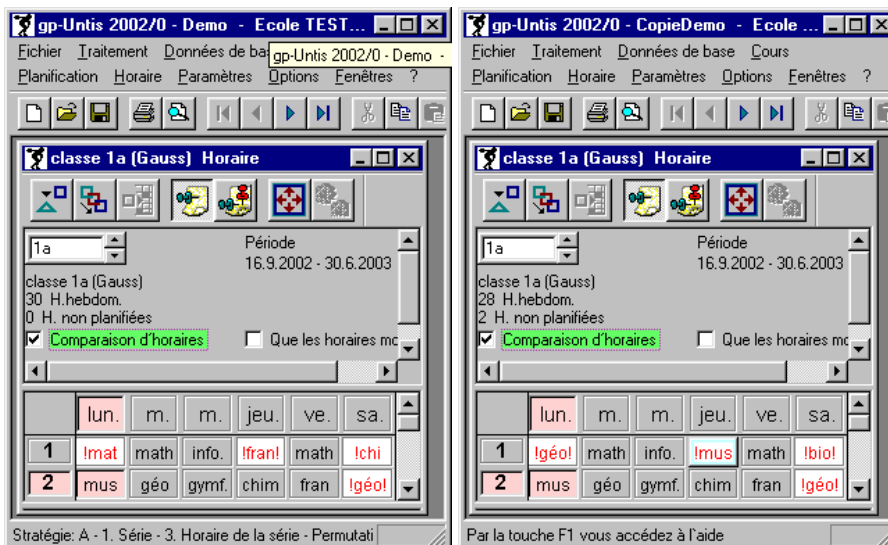 gp-Untis 2002/0 - Demo - Ecole TEST...
Fichier Traitement Données de ba
gp-Untis 2002/0 - Demo -
Planification Horaire Paramètres Options Fenêtres ?
classe 1a (Gauss) Horaire
1a
Période
16.9.2002 - 30.6.2003
classe 1a (Gauss)
30 H.hebdom.
0 H. non planifiées
Comparaison d'horaires Que les horaires mo
lun. m. m. jeu. ve. sa.
1 !mat math info. !fran! math !chi
2 mus géo gymf. chim fran !géo!
Stratégie: A - 1. Série - 3. Horaire de la série - Permutati
gp-Untis 2002/0 - CopieDemo - Ecole ...
Fichier Traitement Données de base Cours
Planification Horaire Paramètres Options Fenêtres ?
classe 1a (Gauss) Horaire
1a
Période
16.9.2002 - 30.6.2003
classe 1a (Gauss)
28 H.hebdom.
2 H. non planifiées
Comparaison d'horaires Que les horaires mo
lun. m. m. jeu. ve. sa.
1 !géo! math info. !mus math !bio!
2 mus géo gymf. chim fran !géo!
Par la touche F1 vous accédez à l`aide